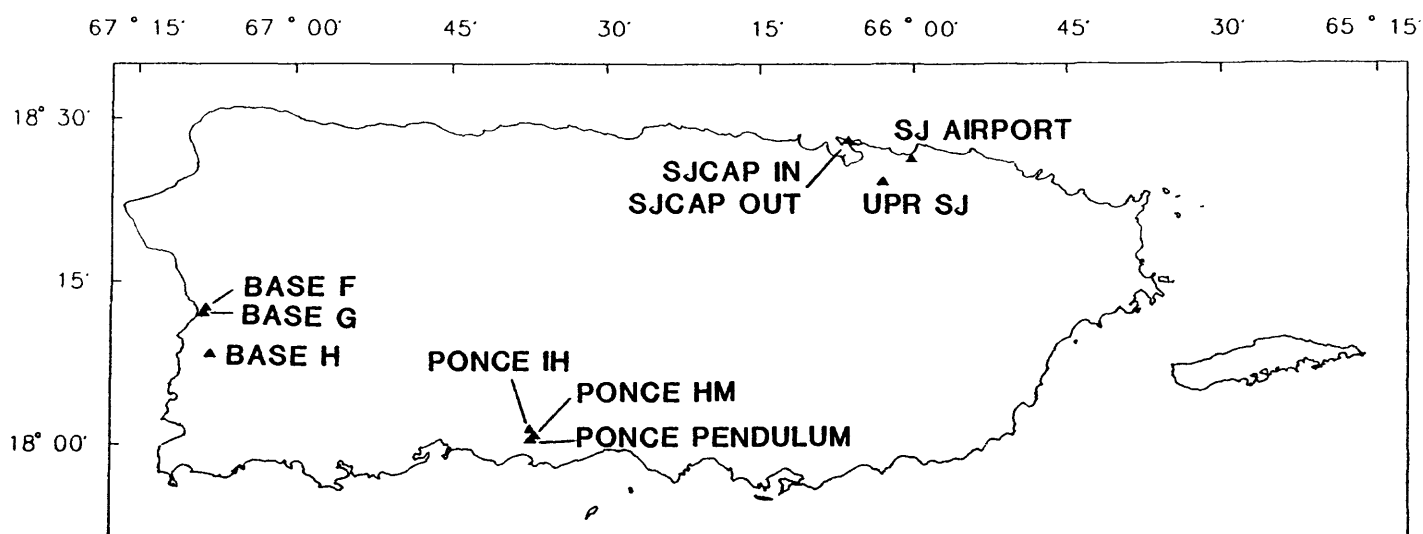 67° 15' 67° 00' 45' 30' 15' 66° 00' 45' 30' 65° 15'
18° 30'
SJ AIRPORT
SJCAP IN
SJCAP OUT
UPR SJ
15'
BASE F
BASE G
BASE H
PONCE IH
PONCE HM
PONCE PENDULUM
18° 00'